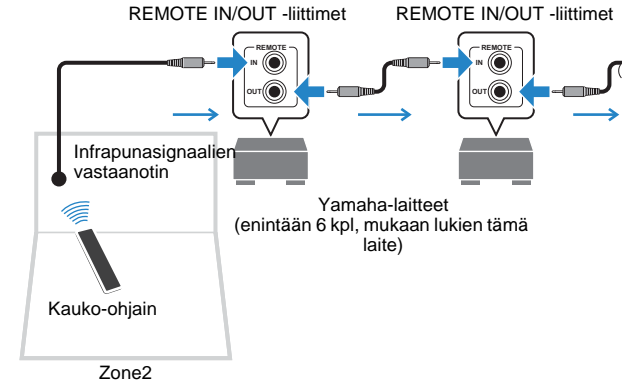 REMOTE IN/OUT -liittimet
REMOTE IN/OUT -liittimet
REMOTE
IN
OUT
REMOTE
IN
OUT
Infrapunasignaalien
vastaanotin
Yamaha-laitteet
(enintään 6 kpl, mukaan lukien tämä
laite)
Kauko-ohjain
Zone2